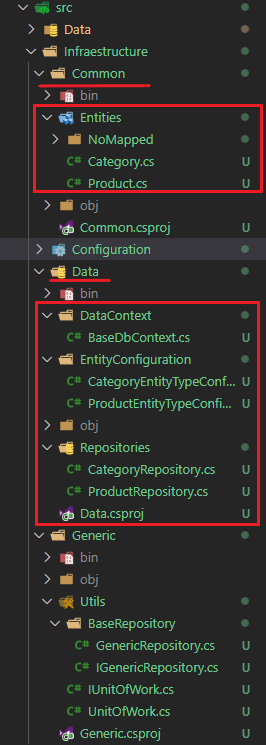 src
Data
Infraestructure
Common
bin
Entities
NoMapped
C# Category.cs U
C# Product.cs U
obj
Common.csproj U
Configuration
Data
bin
DataContext
C# BaseDbContext.cs U
EntityConfiguration
C# CategoryEntityTypeConf... U
C# ProductEntityTypeConfi... U
obj
Repositories
C# CategoryRepository.cs U
C# ProductRepository.cs U
Data.csproj U
Generic
bin
obj
Utils
BaseRepository
C# GenericRepository.cs U
C# IGenericRepository.cs U
C# IUnitOfWork.cs U
C# UnitOfWork.cs U
Generic.csproj U